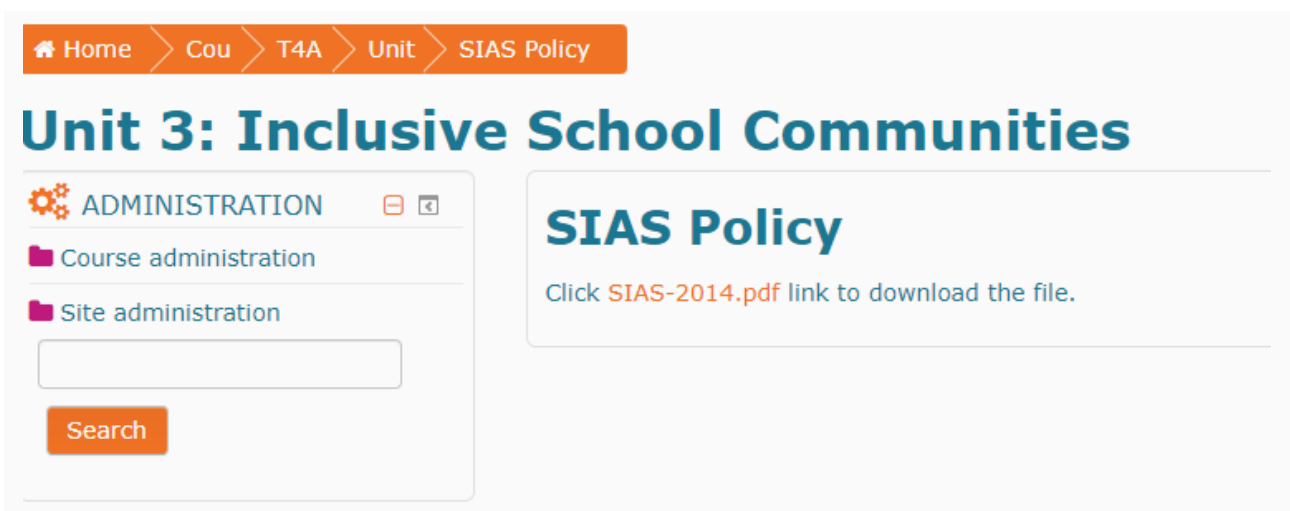 Home Cou T4A Unit SIAS Policy
Unit 3: Inclusive School Communities
ADMINISTRATION
Course administration
Site administration
Search
SIAS Policy
Click SIAS-2014.pdf link to download the file.